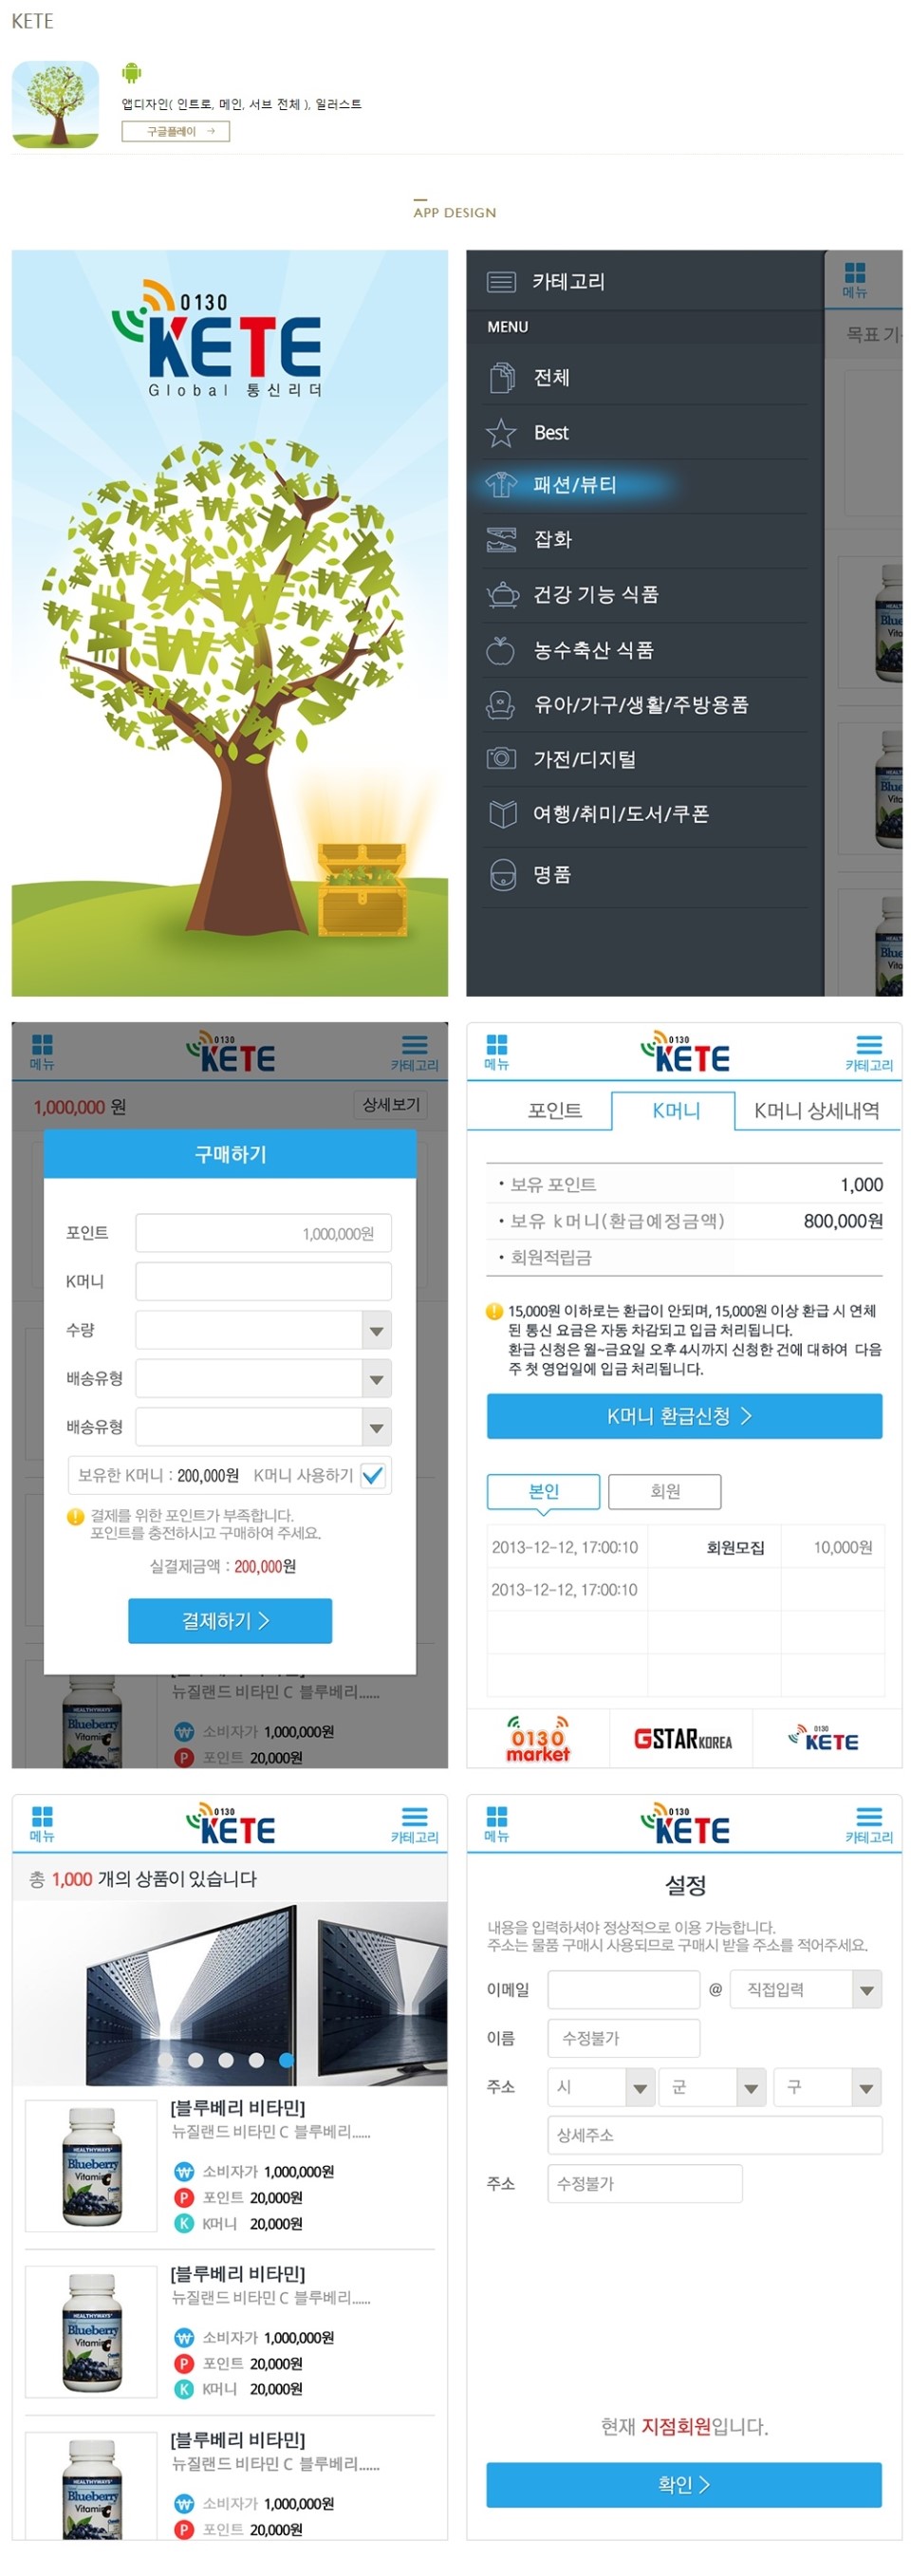 KETE
앱디자인( 인트로, 메인, 서브 전체 ), 일러스트
구글플레이 →
APP DESIGN
0130
KETE
Global 통신리더
카테고리
MENU
전체
Best
패션/뷰티
잡화
건강 기능 식품
농수축산 식품
유아/가구/생활/주방용품
가전/디지털
여행/취미/도서/쿠폰
명품
메뉴
목표 기
메뉴
0130
KETE
카테고리
1,000,000 원
상세보기
구매하기
포인트
1,000,000원
K머니
수량
배송유형
배송유형
보유한 K머니 : 200,000원 K머니 사용하기
결제를 위한 포인트가 부족합니다.
포인트를 충전하시고 구매하여 주세요.
실결제금액 : 200,000원
결제하기 >
뉴질랜드 비타민 C 블루베리......
HEALTHYWAYS
Blueberry
소비자가 1,000,000원
P 포인트 20,000원
메뉴
0130
KETE
카테고리
포인트
K머니
K머니 상세내역
· 보유 포인트 1,000
· 보유 k머니(환급예정금액) 800,000원
· 회원적립금
15,000원 이하로는 환급이 안되며, 15,000원 이상 환급 시 연체
된 통신 요금은 자동 차감되고 입금 처리됩니다.
환급 신청은 월~금요일 오후 4시까지 신청한 건에 대하여 다음
주 첫 영업일에 입금 처리됩니다.
K머니 환급신청 >
본인
회원
2013-12-12, 17:00:10 회원모집 10,000원
2013-12-12, 17:00:10
0130
market
GSTAR KOREA
0130
KETE
메뉴
0130
KETE
카테고리
총 1,000 개의 상품이 있습니다
HEALTHYWAYS
Blueberry
Vitamin C
[블루베리 비타민]
뉴질랜드 비타민 C 블루베리......
₩ 소비자가 1,000,000원
P 포인트 20,000원
K K머니 20,000원
HEALTHYWAYS
Blueberry
Vitamin C
[블루베리 비타민]
뉴질랜드 비타민 C 블루베리......
₩ 소비자가 1,000,000원
P 포인트 20,000원
K K머니 20,000원
HEALTHYWAYS
Blueberry
Vitamin C
[블루베리 비타민]
뉴질랜드 비타민 C 블루베리......
₩ 소비자가 1,000,000원
P 포인트 20,000원
메뉴
0130
KETE
카테고리
설정
내용을 입력하셔야 정상적으로 이용 가능합니다.
주소는 물품 구매시 사용되므로 구매시 받을 주소를 적어주세요.
이메일 @ 직접입력
이름 수정불가
주소 시 군 구
상세주소
주소 수정불가
현재 지점회원입니다.
확인 >